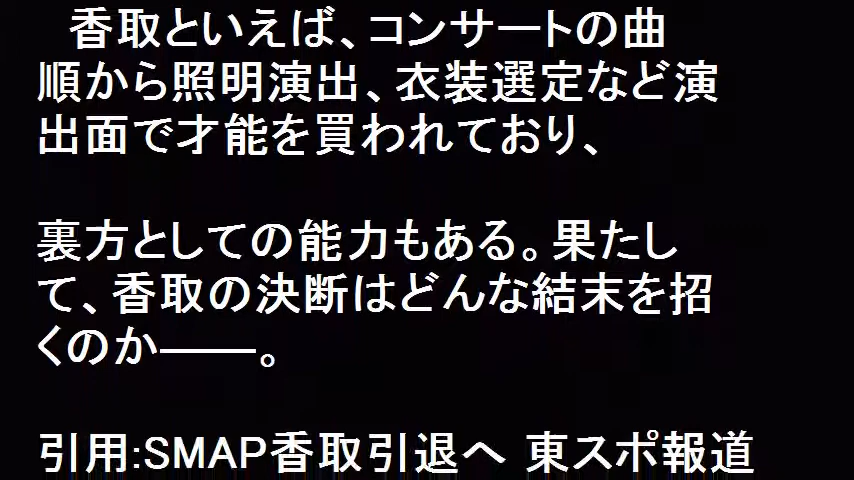 香取といえば、コンサートの曲
順から照明演出、衣装選定など演
出面で才能を買われており、
裏方としての能力もある。果たし
て、香取の決断はどんな結末を招
くのか――。
引用:SMAP香取引退へ 東スポ報道